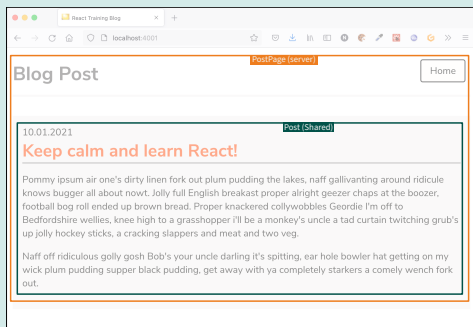 React Training Blog
localhost:4001
PostPage (server)
Blog Post
Home
Post (Shared)
10.01.2021
Keep calm and learn React!
Pommy ipsum air one's dirty linen fork out plum pudding the lakes, naff gallivanting around ridicule
knows bugger all about nowt. Jolly full English breakast proper alright geezer chaps at the boozer,
football bog roll ended up brown bread. Proper knackered collywobbles Geordie I'm off to
Bedfordshire wellies, knee high to a grasshopper i'll be a monkey's uncle a tad curtain twitching grub's
up jolly hockey sticks, a cracking slappers and meat and two veg.
Naff off ridiculous golly gosh Bob's your uncle darling it's spitting, ear hole bowler hat getting on my
wick plum pudding supper black pudding, get away with ya completely starkers a comely wench fork
out.